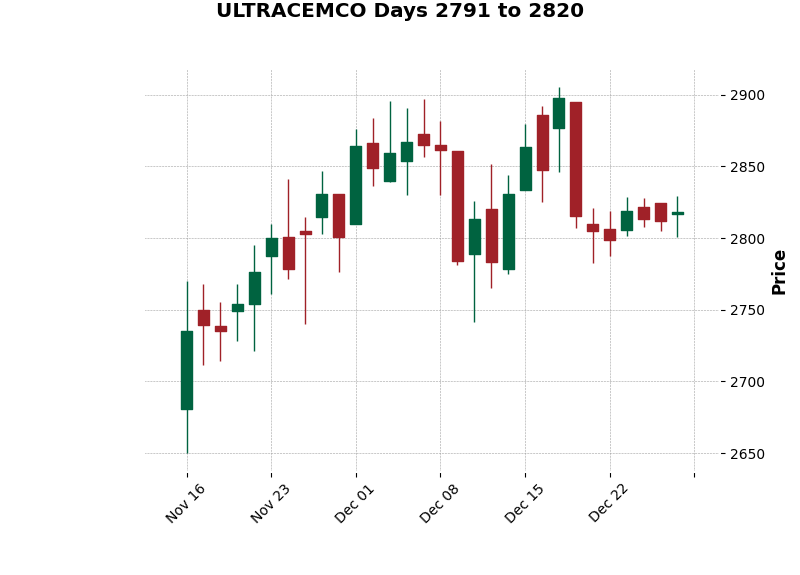 ULTRACEMCO Days 2791 to 2820
2900
2850
2800
2750
2700
2650
Price
Nov 16
Nov 23
Dec 01
Dec 08
Dec 15
Dec 22